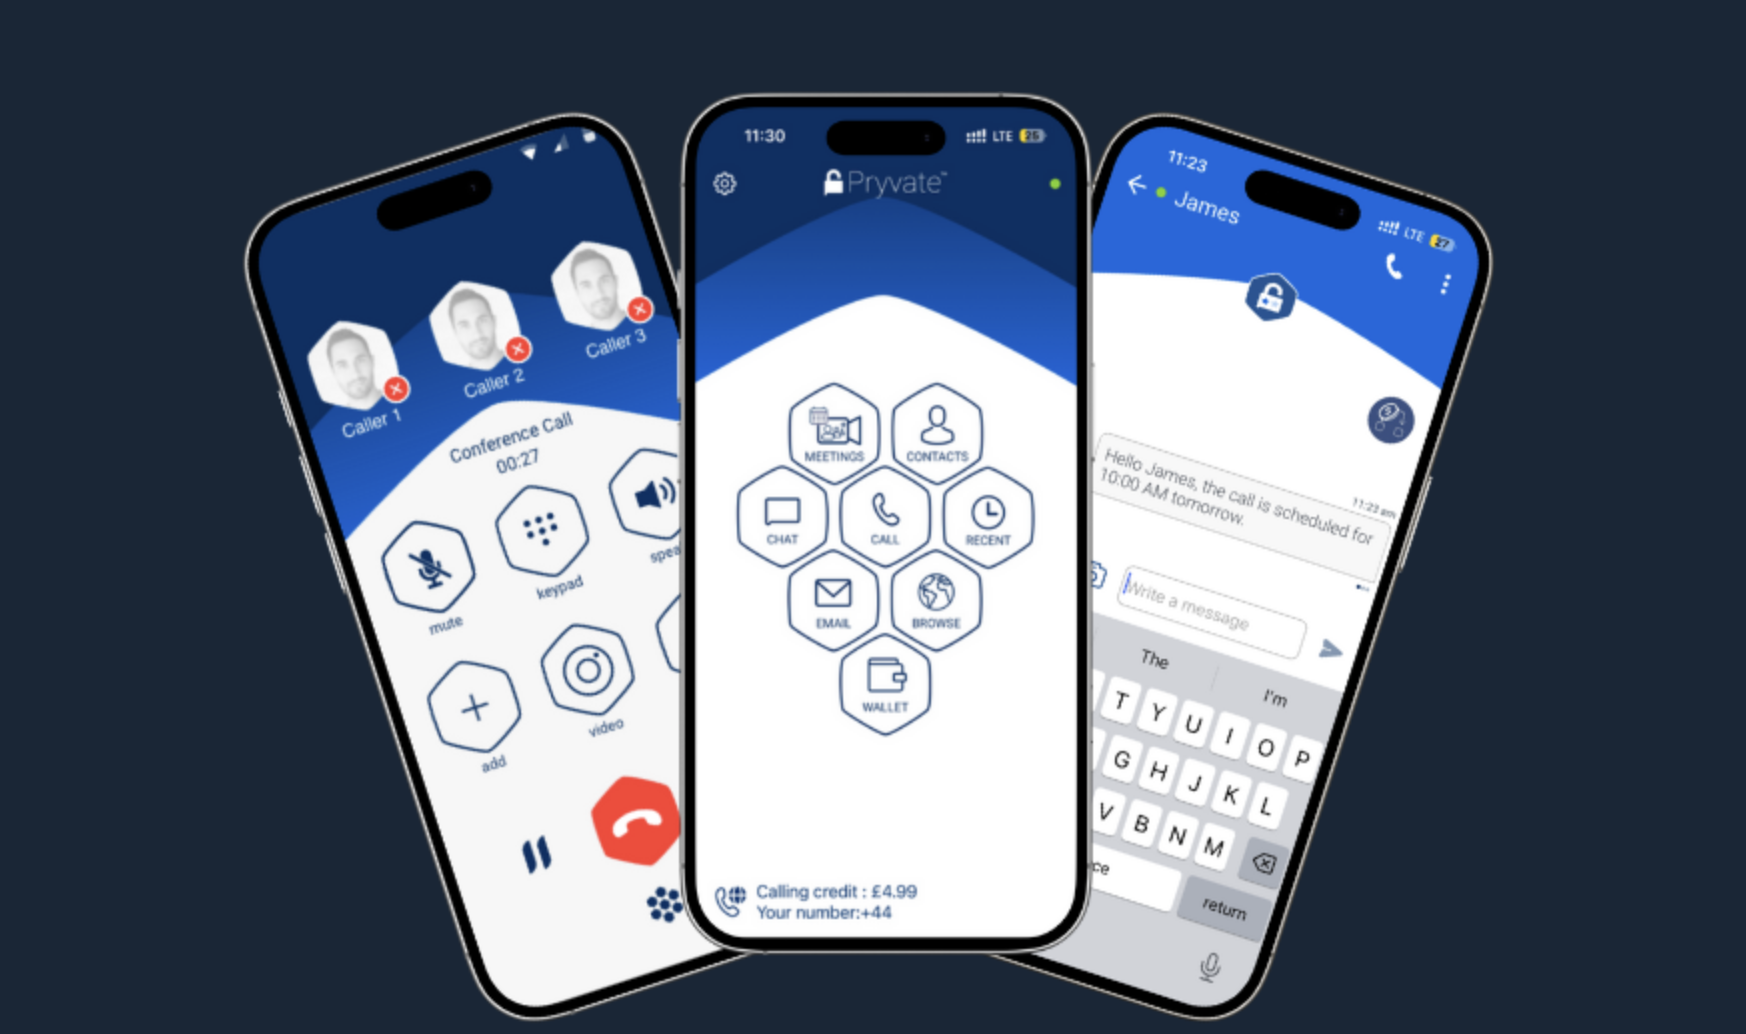 Caller 1
Caller 2
Caller 3
Conference Call
00:27
mute
keypad
spea
add
video
11:30
LTE
25
Pryvate™
MEETINGS
CONTACTS
CHAT
CALL
RECENT
EMAIL
BROWSE
WALLET
Calling credit : £4.99
Your number:+44
11:23
LTE
27
James
11:23 am
Hello James, the call is scheduled for
10:00 AM tomorrow.
Write a message
The
I'm
T Y U I O P
G H J K L
V B N M
ce
return